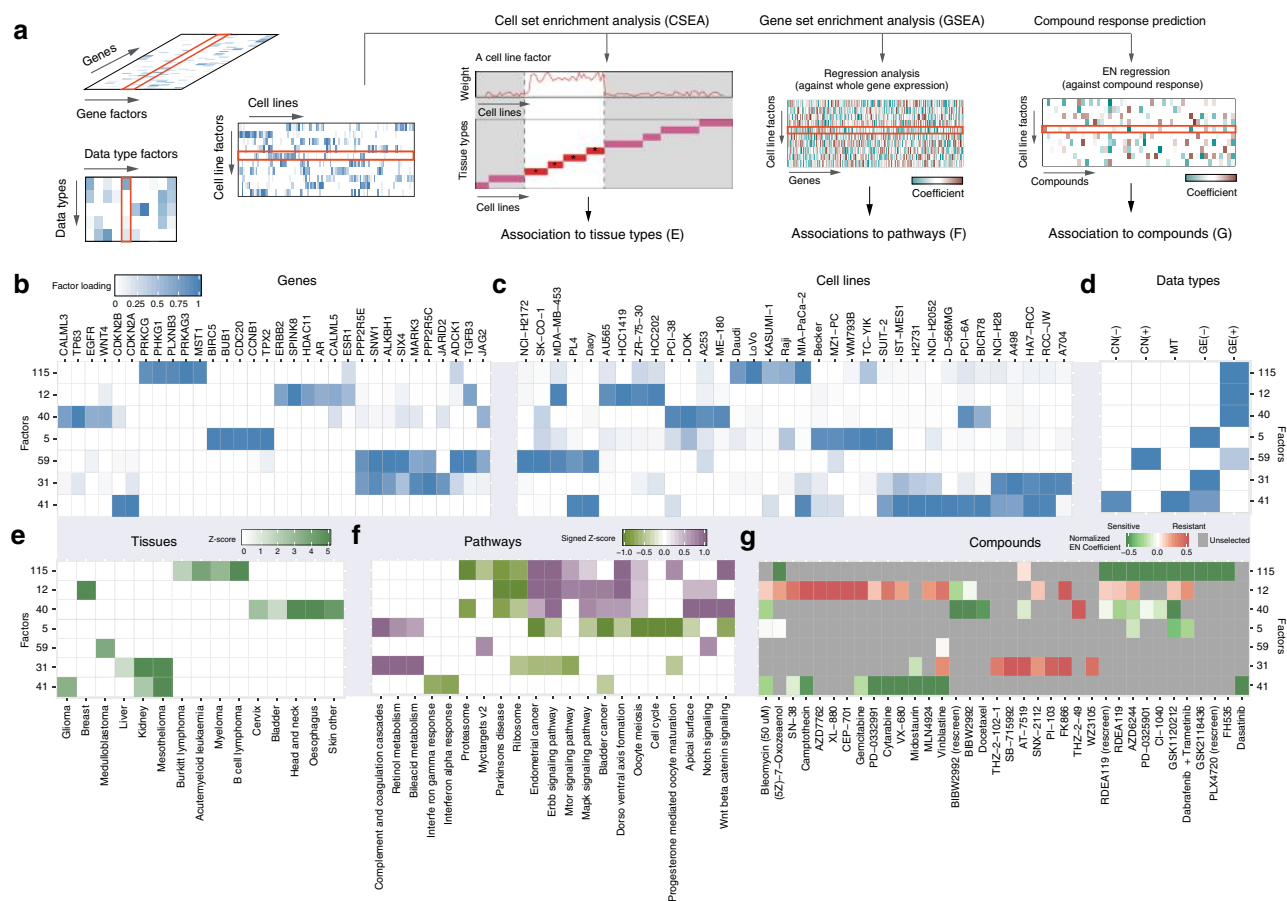 a
Genes
Gene factors
Data type factors
Data types
Cell lines
Cell line factors
Cell set enrichment analysis (CSEA)
A cell line factor
Weight
Cell lines
Tissue types
Cell lines
Association to tissue types (E)
Gene set enrichment analysis (GSEA)
Regression analysis
(against whole gene expression)
Cell line factors
Genes
Coefficient
Associations to pathways (F)
Compound response prediction
EN regression
(against compound response)
Cell line factors
Compounds
Coefficient
Association to compounds (G)
b
Factor loading
0 0.25 0.5 0.75 1
Genes
CALML3
TP63
EGFR
WNT4
CDKN2B
CDKN2A
PRKCG
PHKG1
PLXNB3
PRKAG3
MST1
BIRC5
BUB1
CDC20
CCNB1
TPX2
ERBB2
SPINK8
HDAC11
AR
CALML5
ESR1
PPP2R5E
SNW1
ALKBH1
SIX4
MARK3
PPP2R5C
JARID2
ADCK1
TGFB3
JAG2
Factors
115
12
40
5
59
31
41
c
Cell lines
NCI-H2172
SK-CO-1
MDA-MB-453
PL4
Daoy
AU565
HCC1419
ZR-75-30
HCC202
PCI-38
DOK
A253
ME-180
Daudi
LoVo
KASUMI-1
Raji
MIA-PaCa-2
Becker
MZ1-PC
WM793B
TC-YIK
SUIT-2
IST-MES1
H2731
NCI-H2052
D-566MG
PCI-6A
BICR78
NCI-H28
A498
HA7-RCC
RCC-JW
A704
d
Data types
CN(-)
CN(+)
MT
GE(-)
GE(+)
115
12
40
5
59
31
41
Factors
e
Tissues
Z-score
0 1 2 3 4 5
Factors
115
12
40
5
59
31
41
Glioma
Breast
Medulloblastoma
Liver
Kidney
Mesothelioma
Burkitt lymphoma
Acutemyeloid leukaemia
Myeloma
B cell lymphoma
Cervix
Bladder
Head and neck
Oesophagus
Skin other
f
Pathways
Signed Z-score
-1.0 -0.5 0.5 1.0
Complement and coagulation cascades
Retinol metabolism
Bileacid metabolism
Interfe ron gamma response
Interferon alpha response
Proteasome
Myctargets v2
Parkinsons disease
Ribosome
Endometrial cancer
Erbb signaling pathway
Mtor signaling pathway
Mapk signaling pathway
Bladder cancer
Dorso ventral axis formation
Oocyte meiosis
Cell cycle
Progesterone mediated oocyte maturation
Apical surface
Notch signaling
Wnt beta catenin signaling
g
Compounds
Sensitive
Resistant
Normalized
EN Coefficient
-0.5 0.0 0.5
Unselected
115
12
40
5
59
31
41
Factors
Bleomycin (50 uM)
(5Z)-7-Oxozeaenol
SN-38
Camptothecin
AZD7762
XL-880
CEP-701
PD-0332991
Cytarabine
VX-680
Midostaurin
MLN4924
Vinblastine
BIBW2992 (rescreen)
BIBW2992
Docetaxel
THZ-2-102-1
SB-715992
AT-7519
SNX-2112
PI-103
FK866
THZ-2-49
WZ3105
RDEA119 (rescreen)
RDEA119
AZD6244
PD-0325901
CI-1040
GSK1120212
Dabrafenib + Trametinib
GSK2118436
PLX4720 (rescreen)
FH535
Dasatinib